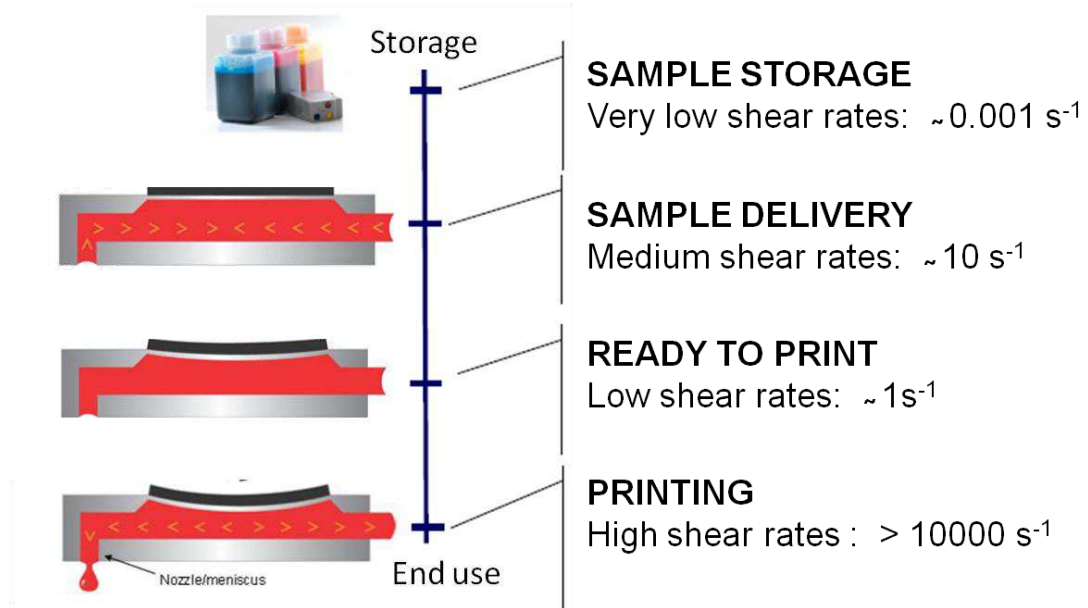 Storage
SAMPLE STORAGE
Very low shear rates: ~0.001 s⁻¹
SAMPLE DELIVERY
Medium shear rates: ~10 s⁻¹
READY TO PRINT
Low shear rates: ~1s⁻¹
PRINTING
High shear rates : > 10000 s⁻¹
Nozzle/meniscus
End use